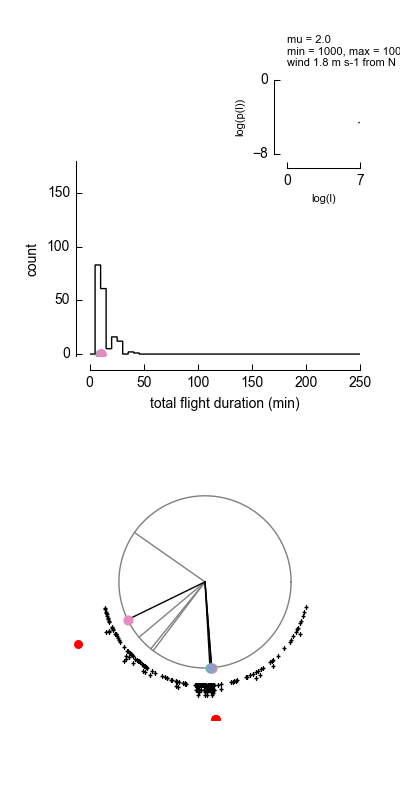 mu = 2.0
min = 1000, max = 100
wind 1.8 m s-1 from N
0
log(p(l))
−8
0
7
log(l)
150
100
50
0
count
0
50
100
150
200
250
total flight duration (min)